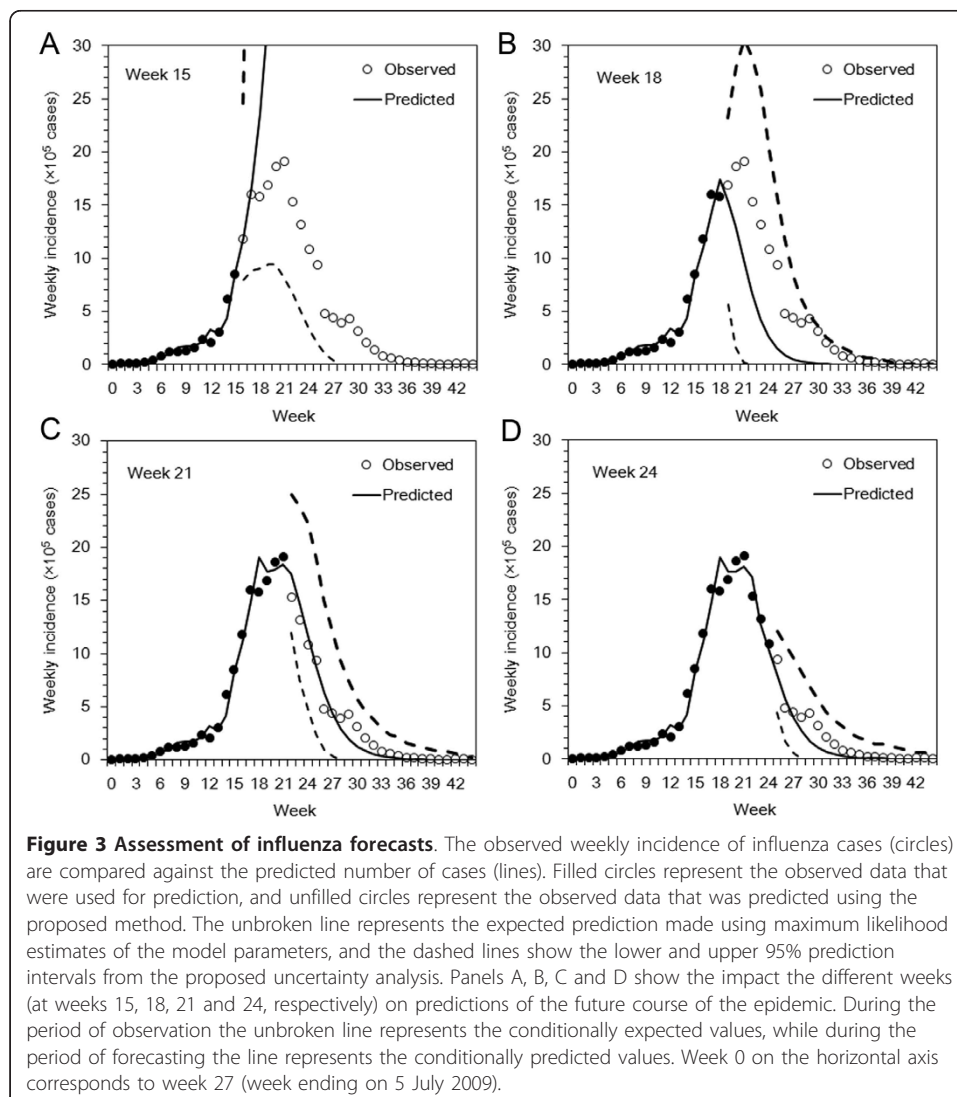 A
B
30
25
20
15
10
5
0
Weekly incidence (×10⁵ cases)
Week 15
Observed
Predicted
0 3 6 9 12 15 18 21 24 27 30 33 36 39 42
Week
30
25
20
15
10
5
0
Weekly incidence (×10⁵ cases)
Week 18
Observed
Predicted
0 3 6 9 12 15 18 21 24 27 30 33 36 39 42
Week
C
D
30
25
20
15
10
5
0
Weekly incidence (×10⁵ cases)
Week 21
Observed
Predicted
0 3 6 9 12 15 18 21 24 27 30 33 36 39 42
Week
30
25
20
15
10
5
0
Weekly incidence (×10⁵ cases)
Week 24
Observed
Predicted
0 3 6 9 12 15 18 21 24 27 30 33 36 39 42
Week
Figure 3 Assessment of influenza forecasts. The observed weekly incidence of influenza cases (circles)
are compared against the predicted number of cases (lines). Filled circles represent the observed data that
were used for prediction, and unfilled circles represent the observed data that was predicted using the
proposed method. The unbroken line represents the expected prediction made using maximum likelihood
estimates of the model parameters, and the dashed lines show the lower and upper 95% prediction
intervals from the proposed uncertainty analysis. Panels A, B, C and D show the impact the different weeks
(at weeks 15, 18, 21 and 24, respectively) on predictions of the future course of the epidemic. During the
period of observation the unbroken line represents the conditionally expected values, while during the
period of forecasting the line represents the conditionally predicted values. Week 0 on the horizontal axis
corresponds to week 27 (week ending on 5 July 2009).